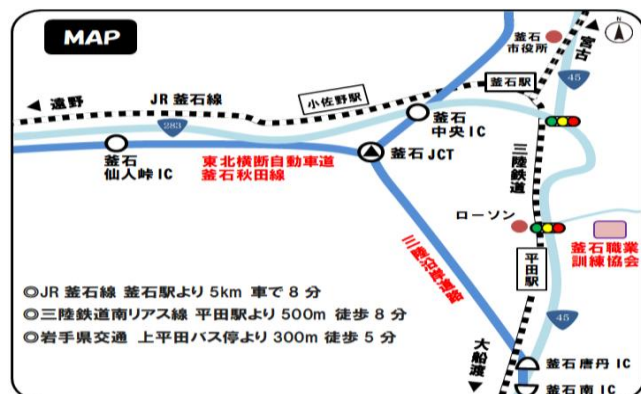 MAP
N
釜石
市役所
宮古
45
釜石駅
遠野
JR 釜石線
小佐野駅
283
釜石
中央 IC
釜石
仙人峠 IC
東北横断自動車道
釜石秋田線
釜石 JCT
三陸鉄道
ローソン
釜石職業
訓練協会
三陸沿岸道路
平田駅
◎JR 釜石線 釜石駅より 5km 車で 8 分
◎三陸鉄道南リアス線 平田駅より 500m 徒歩 8 分
◎岩手県交通 上平田バス停より 300m 徒歩 5 分
45
大船渡
釜石唐丹 IC
釜石南 IC